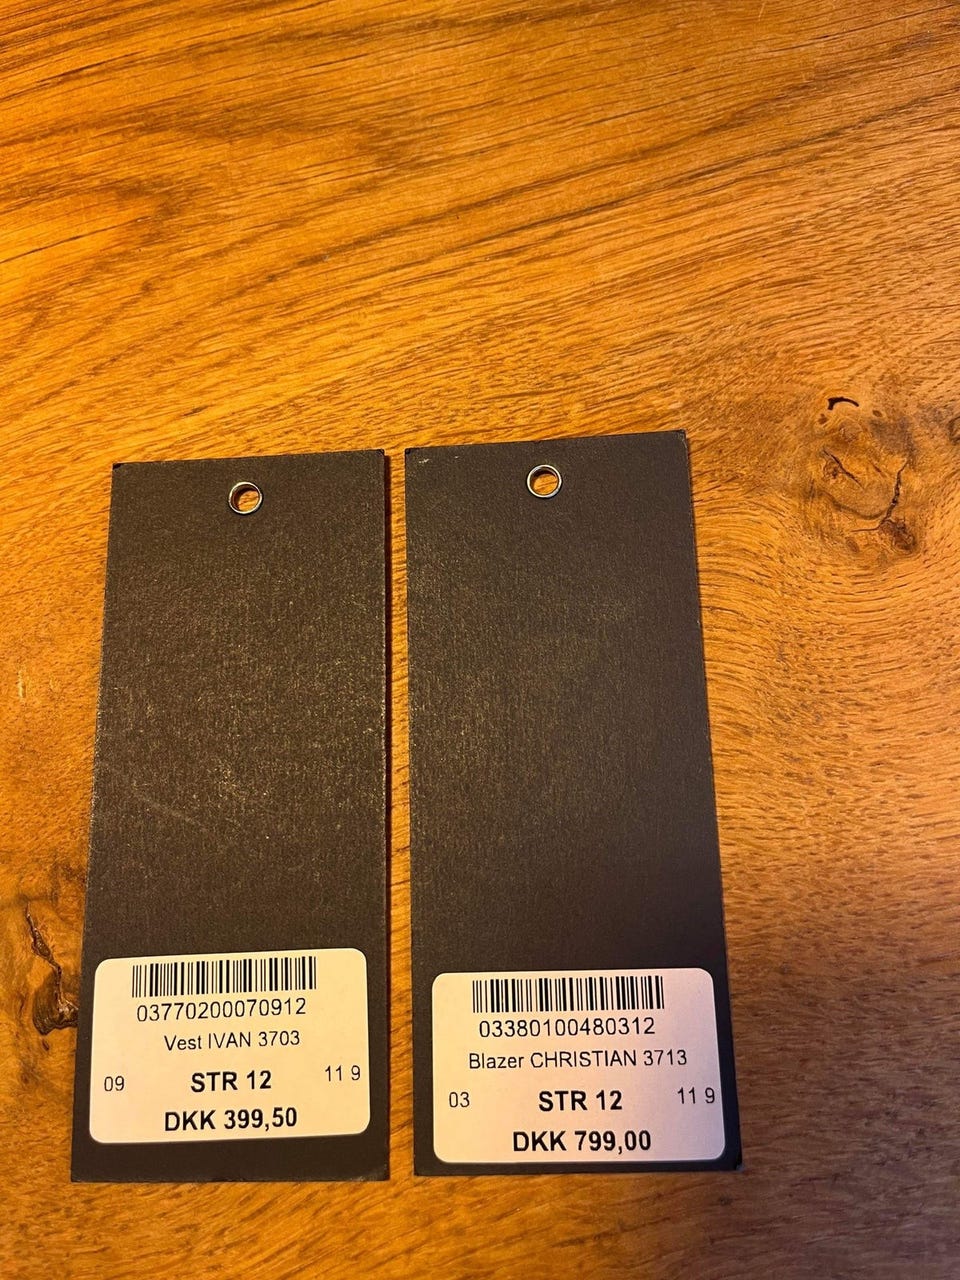 03770200070912
Vest IVAN 3703
09 STR 12 11 9
DKK 399,50
03380100480312
Blazer CHRISTIAN 3713
03 STR 12 11 9
DKK 799,00